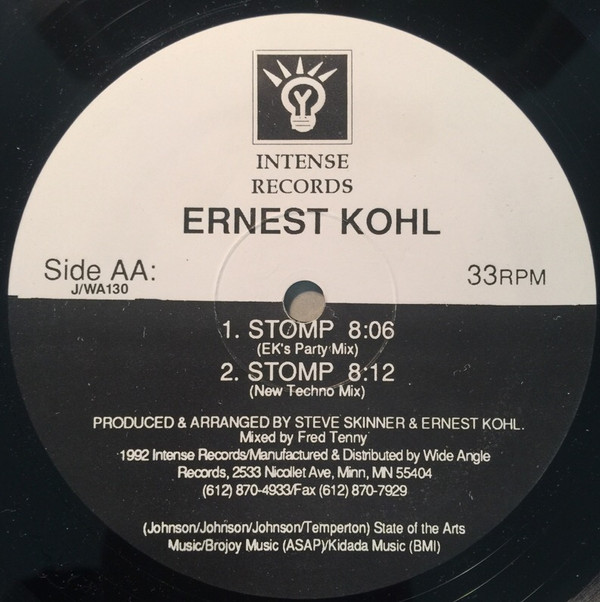 INTENSE
RECORDS
ERNEST KOHL
Side AA:
J/WA130
33RPM
1. STOMP 8:06
(EK's Party Mix)
2. STOMP 8:12
(New Techno Mix)
PRODUCED & ARRANGED BY STEVE SKINNER & ERNEST KOHL.
Mixed by Fred Tenny
1992 Intense Records/Manufactured & Distributed by Wide Angle
Records, 2533 Nicollet Ave, Minn, MN 55404
(612) 870-4933/Fax (612) 870-7929
(Johnson/Johnson/Johnson/Temperton) State of the Arts
Music/Brojoy Music (ASAP)/Kidada Music (BMI)